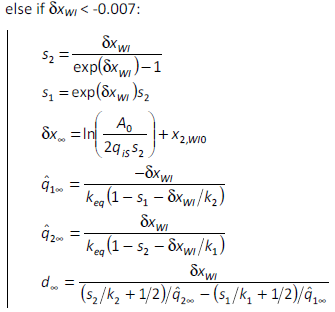 else if δx_WI < -0.007:
s_2 = δx_WI / (exp(δx_WI) − 1)
s_1 = exp(δx_WI)s_2
δx_∞ = ln(A_0 / (2q_is s_2)) + x_2,WI0
q̂_1∞ = −δx_WI / (k_eq(1 − s_1 − δx_WI/k_2))
q̂_2∞ = δx_WI / (k_eq(1 − s_2 − δx_WI/k_1))
d_∞ = δx_WI / ((s_2/k_2 + 1/2)/q̂_2∞ − (s_1/k_1 + 1/2)/q̂_1∞)